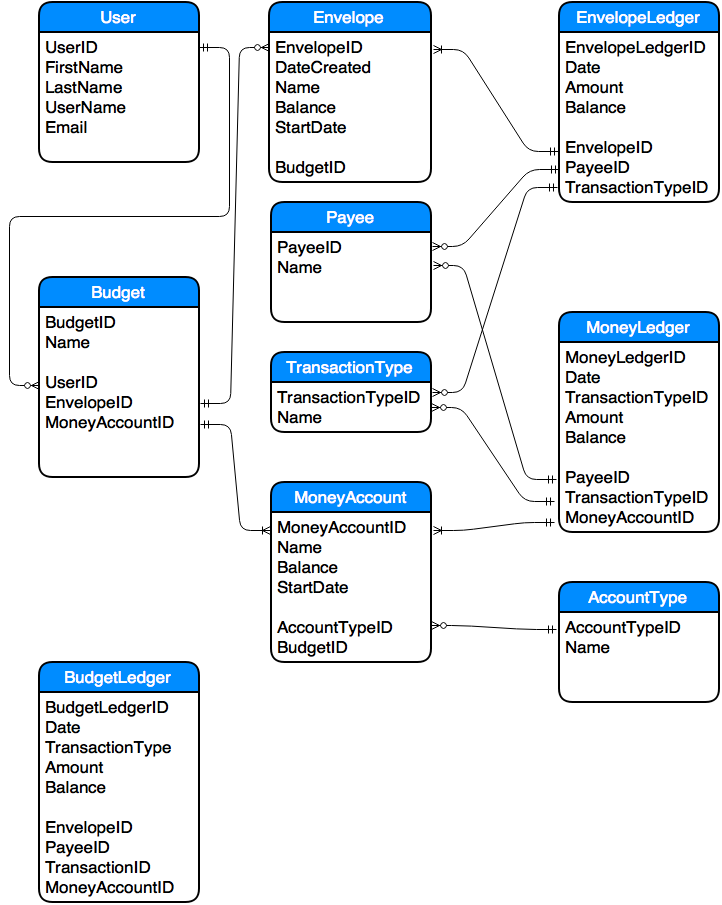 User
UserID
FirstName
LastName
UserName
Email
Envelope
EnvelopeID
DateCreated
Name
Balance
StartDate
BudgetID
EnvelopeLedger
EnvelopeLedgerID
Date
Amount
Balance
EnvelopeID
PayeeID
TransactionTypeID
Payee
PayeeID
Name
Budget
BudgetID
Name
UserID
EnvelopeID
MoneyAccountID
TransactionType
TransactionTypeID
Name
MoneyLedger
MoneyLedgerID
Date
TransactionTypeID
Amount
Balance
PayeeID
TransactionTypeID
MoneyAccountID
MoneyAccount
MoneyAccountID
Name
Balance
StartDate
AccountTypeID
BudgetID
AccountType
AccountTypeID
Name
BudgetLedger
BudgetLedgerID
Date
TransactionType
Amount
Balance
EnvelopeID
PayeeID
TransactionID
MoneyAccountID